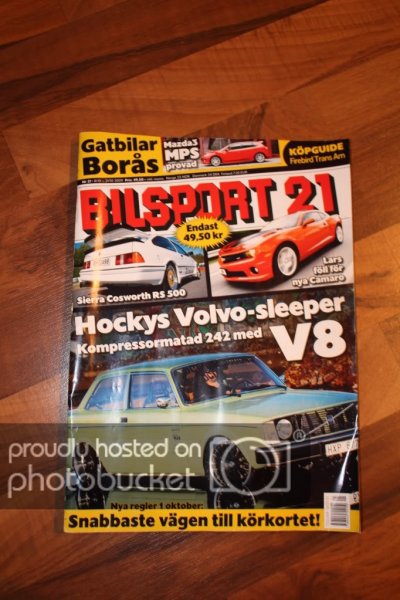 Gatbilar
Borås
Mazda3
MPS
provad
KÖPGUIDE
Firebird Trans Am
BILSPORT 21
Endast
49,50 kr
Sierra Cosworth RS 500
Lars
föll för
nya Camaro
Hockys Volvo-sleeper
Kompressormatad 242 med
V8
proudly hosted on
photobucket
Nya regler 1 oktober:
Snabbaste vägen till körkortet!